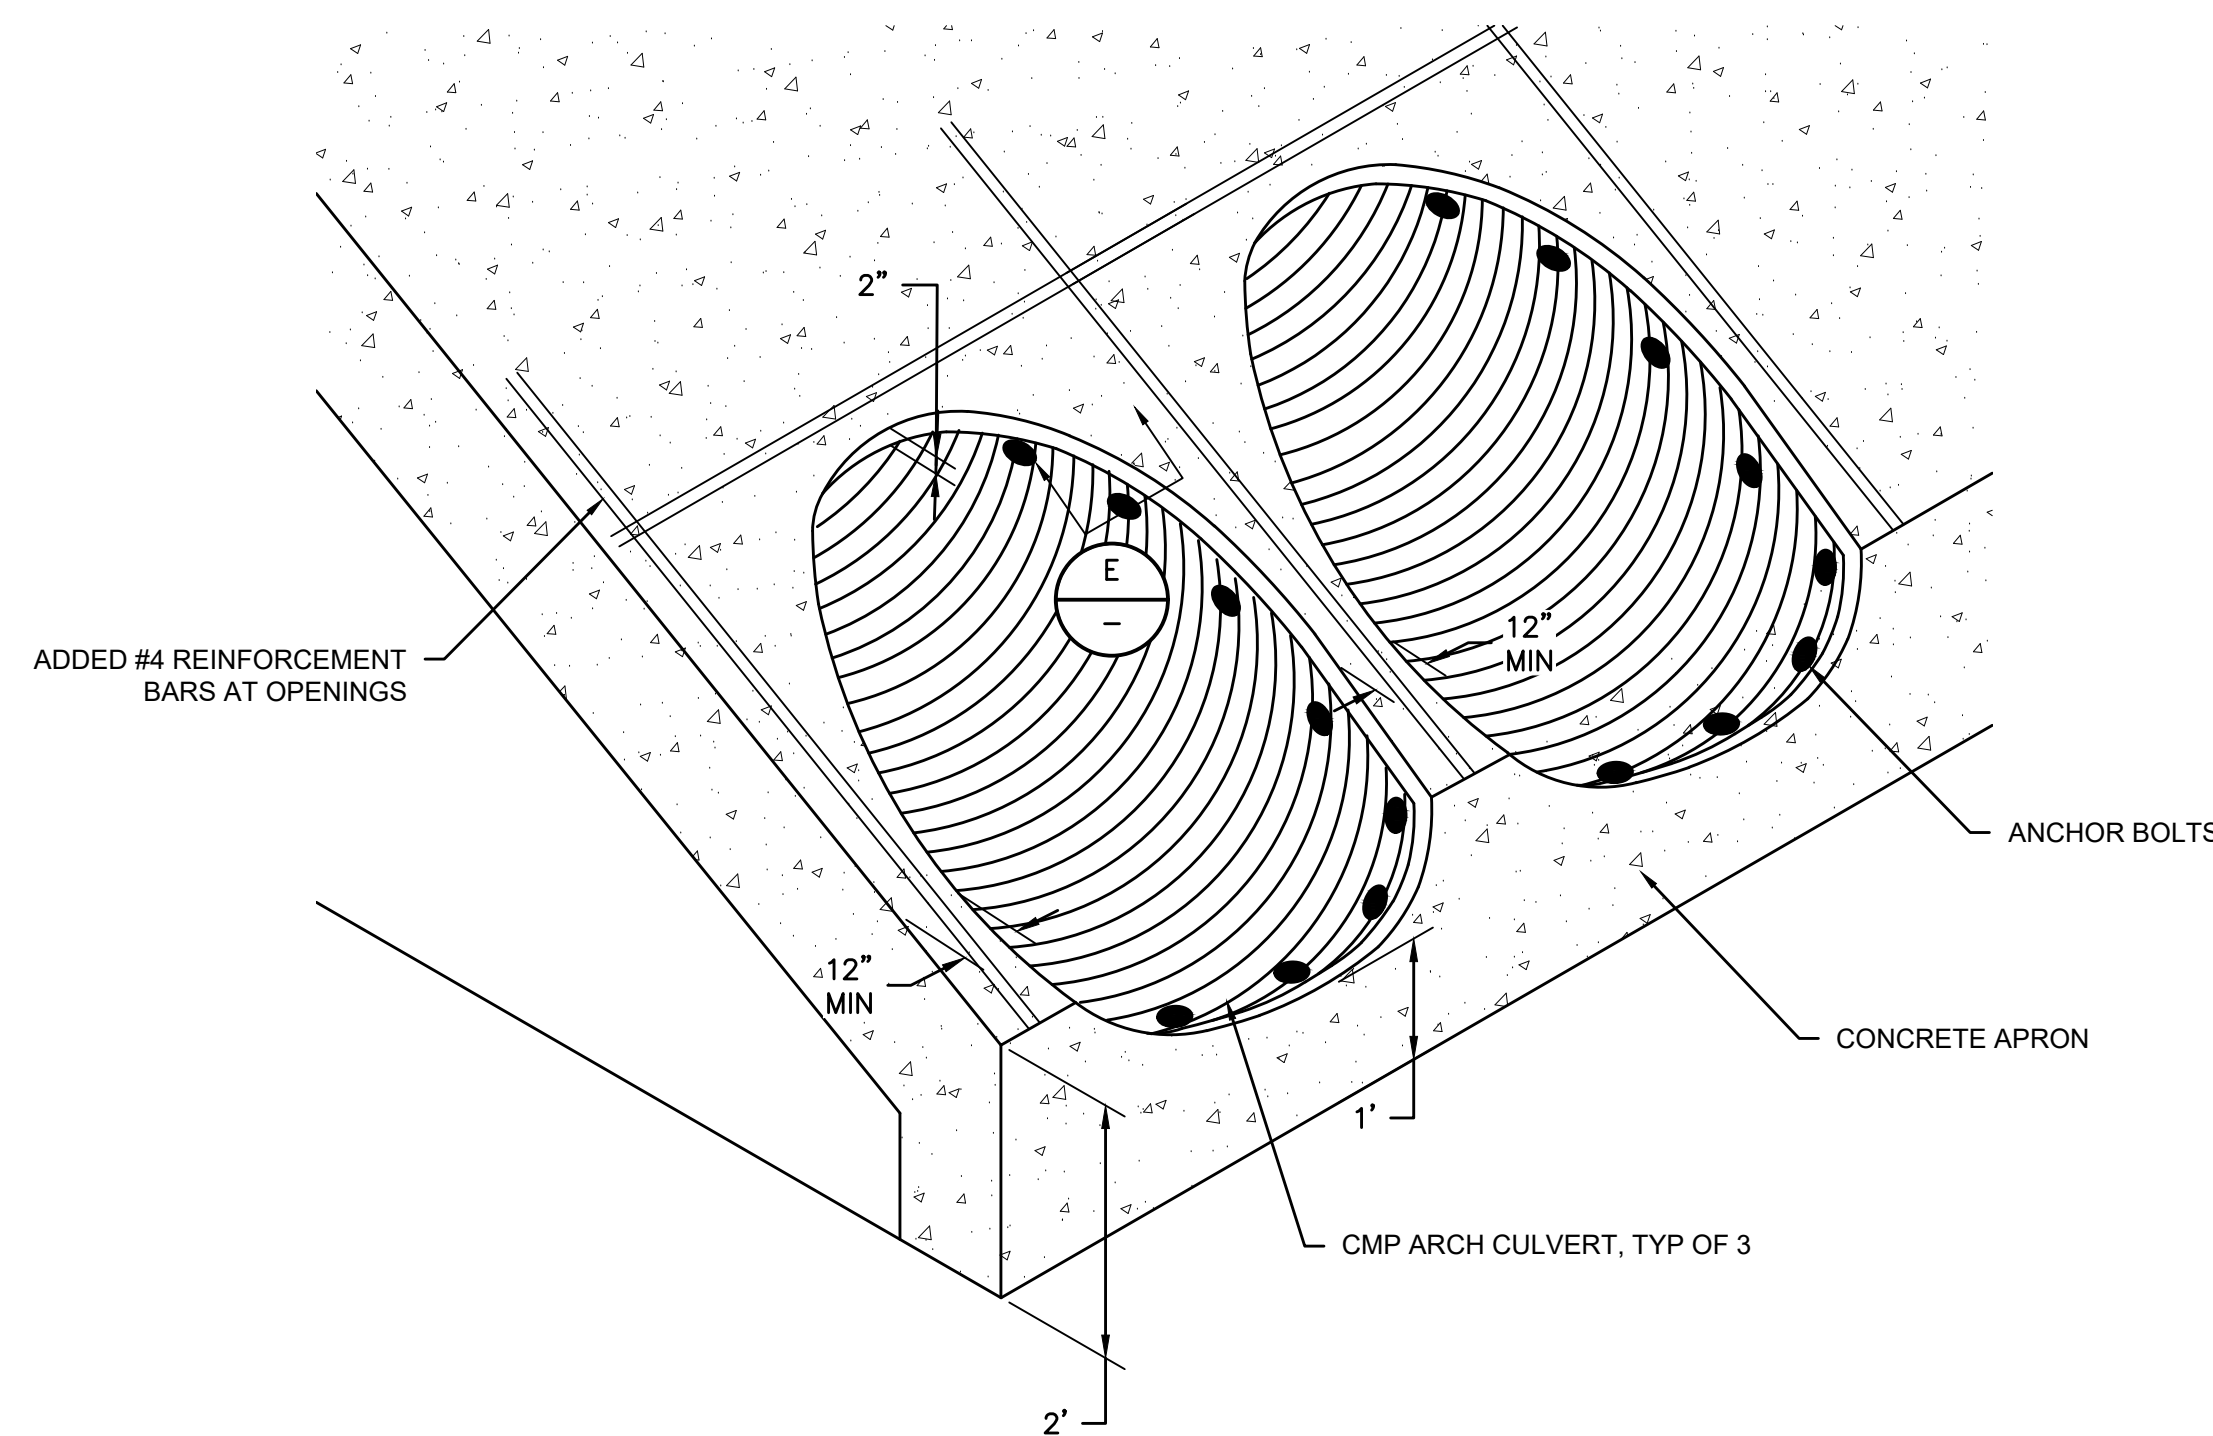 2”
E
–
12”
MIN
ADDED #4 REINFORCEMENT
BARS AT OPENINGS
ANCHOR BOLTS
12”
MIN
CONCRETE APRON
1’
CMP ARCH CULVERT, TYP OF 3
2’